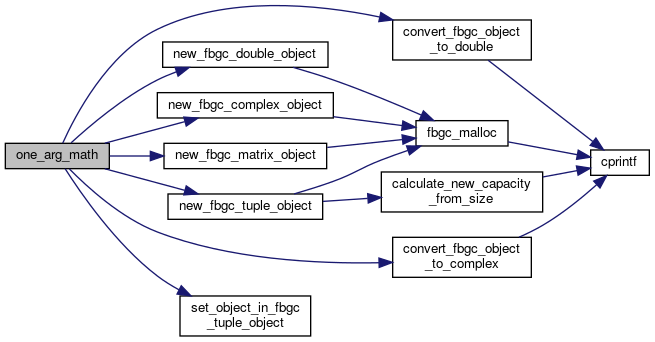 one_arg_math
convert_fbgc_object
_to_double
new_fbgc_double_object
new_fbgc_complex_object
new_fbgc_matrix_object
new_fbgc_tuple_object
set_object_in_fbgc
_tuple_object
fbgc_malloc
calculate_new_capacity
_from_size
convert_fbgc_object
_to_complex
cprintf